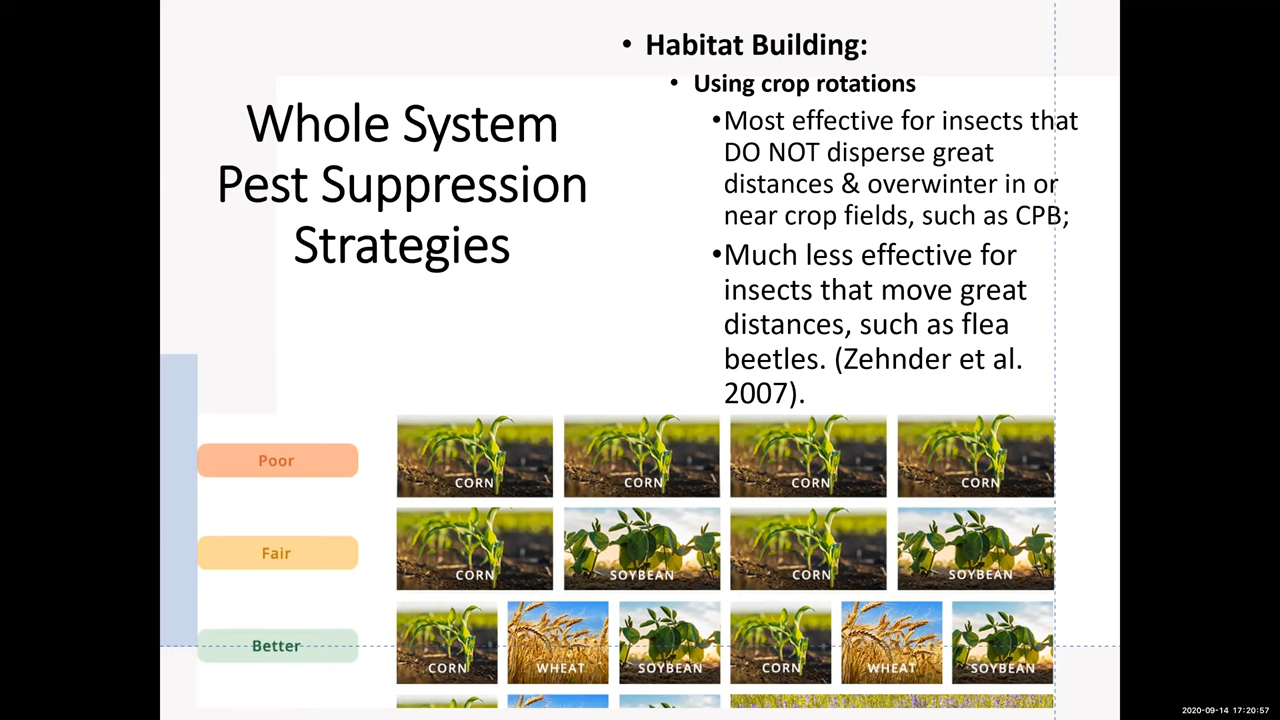 Whole System
Pest Suppression
Strategies
• Habitat Building:
• Using crop rotations
•Most effective for insects that
DO NOT disperse great
distances & overwinter in or
near crop fields, such as CPB;
•Much less effective for
insects that move great
distances, such as flea
beetles. (Zehnder et al.
2007).
Poor
CORN CORN CORN CORN
Fair
CORN SOYBEAN CORN SOYBEAN
Better
CORN WHEAT SOYBEAN CORN WHEAT SOYBEAN
2020-09-14 17:20:57